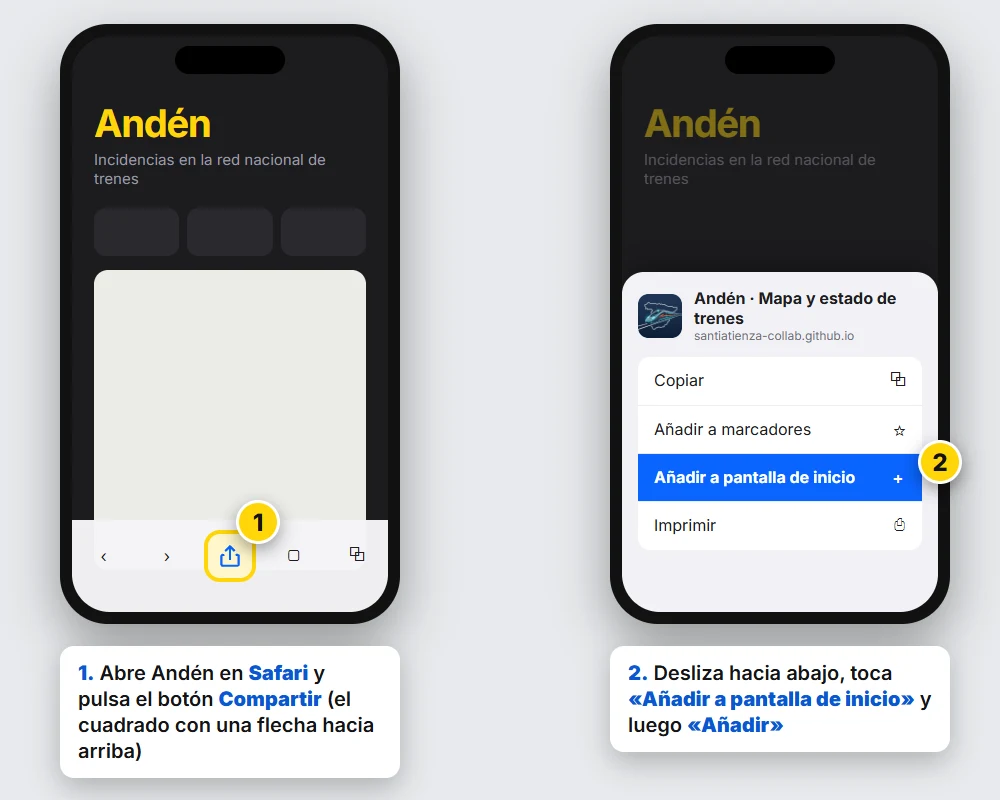 Andén
Incidencias en la red nacional de
trenes
1
1. Abre Andén en Safari y
pulsa el botón Compartir (el
cuadrado con una flecha hacia
arriba)
Andén
Incidencias en la red nacional de
trenes
Andén · Mapa y estado de
trenes
santiatienza-collab.github.io
Copiar
Añadir a marcadores
Añadir a pantalla de inicio +
2
Imprimir
2. Desliza hacia abajo, toca
«Añadir a pantalla de inicio» y
luego «Añadir»